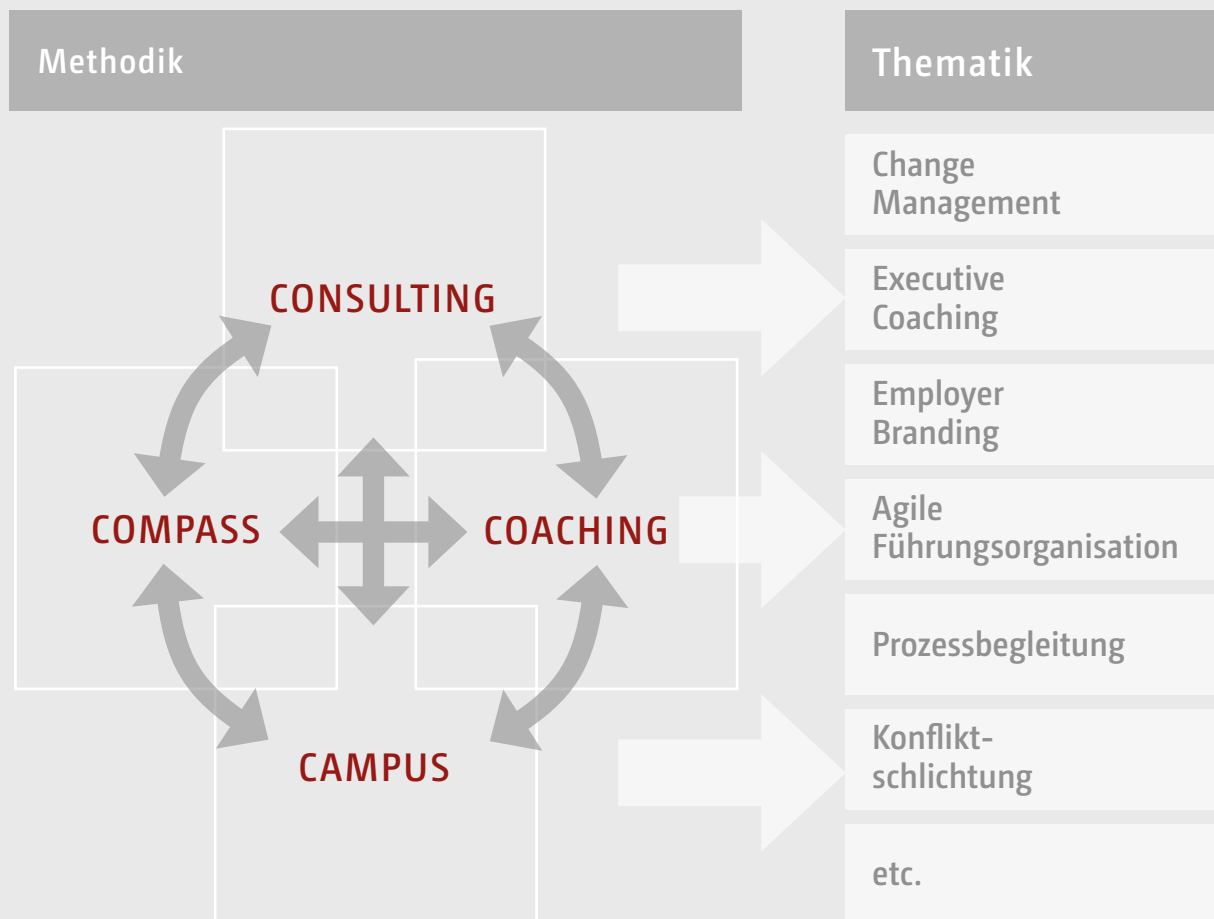 Methodik
CONSULTING
COMPASS
COACHING
CAMPUS
Thematik
Change
Management
Executive
Coaching
Employer
Branding
Agile
Führungsorganisation
Prozessbegleitung
Konflikt-
schlichtung
etc.